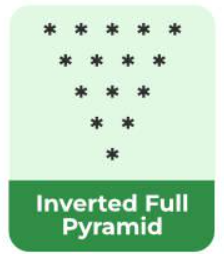 * * * * *
* * * *
* * *
* *
*
Inverted Full
Pyramid